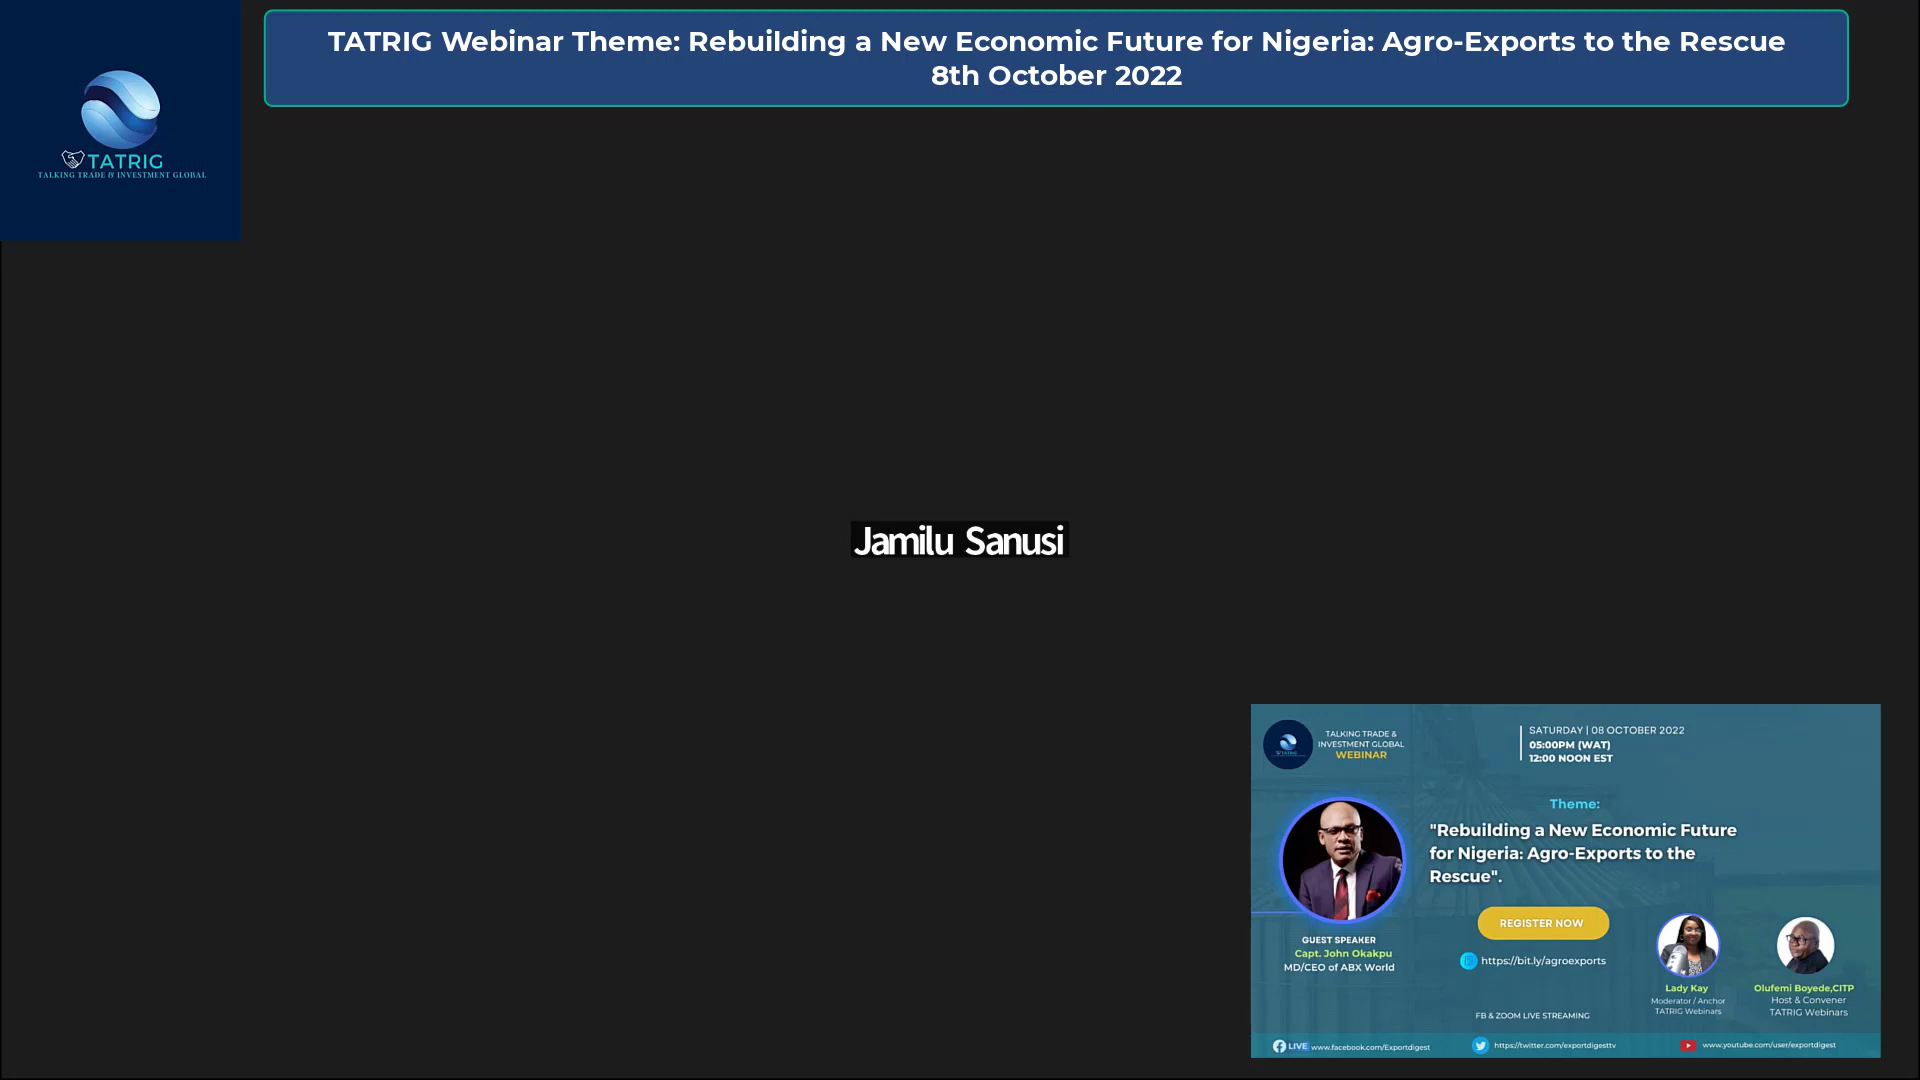 TATRIG Webinar Theme: Rebuilding a New Economic Future for Nigeria: Agro-Exports to the Rescue
8th October 2022
TATRIG
TALKING TRADE & INVESTMENT GLOBAL
Jamilu Sanusi
TALKING TRADE &
INVESTMENT GLOBAL
WEBINAR
SATURDAY | 08 OCTOBER 2022
05:00PM (WAT)
12:00 NOON EST
Theme:
"Rebuilding a New Economic Future
for Nigeria: Agro-Exports to the
Rescue".
REGISTER NOW
https://bit.ly/agroexports
GUEST SPEAKER
Capt. John Okakpu
MD/CEO of ABX World
Lady Kay
Moderator / Anchor
TATRIG Webinars
Olufemi Boyede,CITP
Host & Convener
TATRIG Webinars
FB & ZOOM LIVE STREAMING
LIVE www.facebook.com/Exportdigest
https://twitter.com/exportdigesttv
www.youtube.com/user/exportdigest